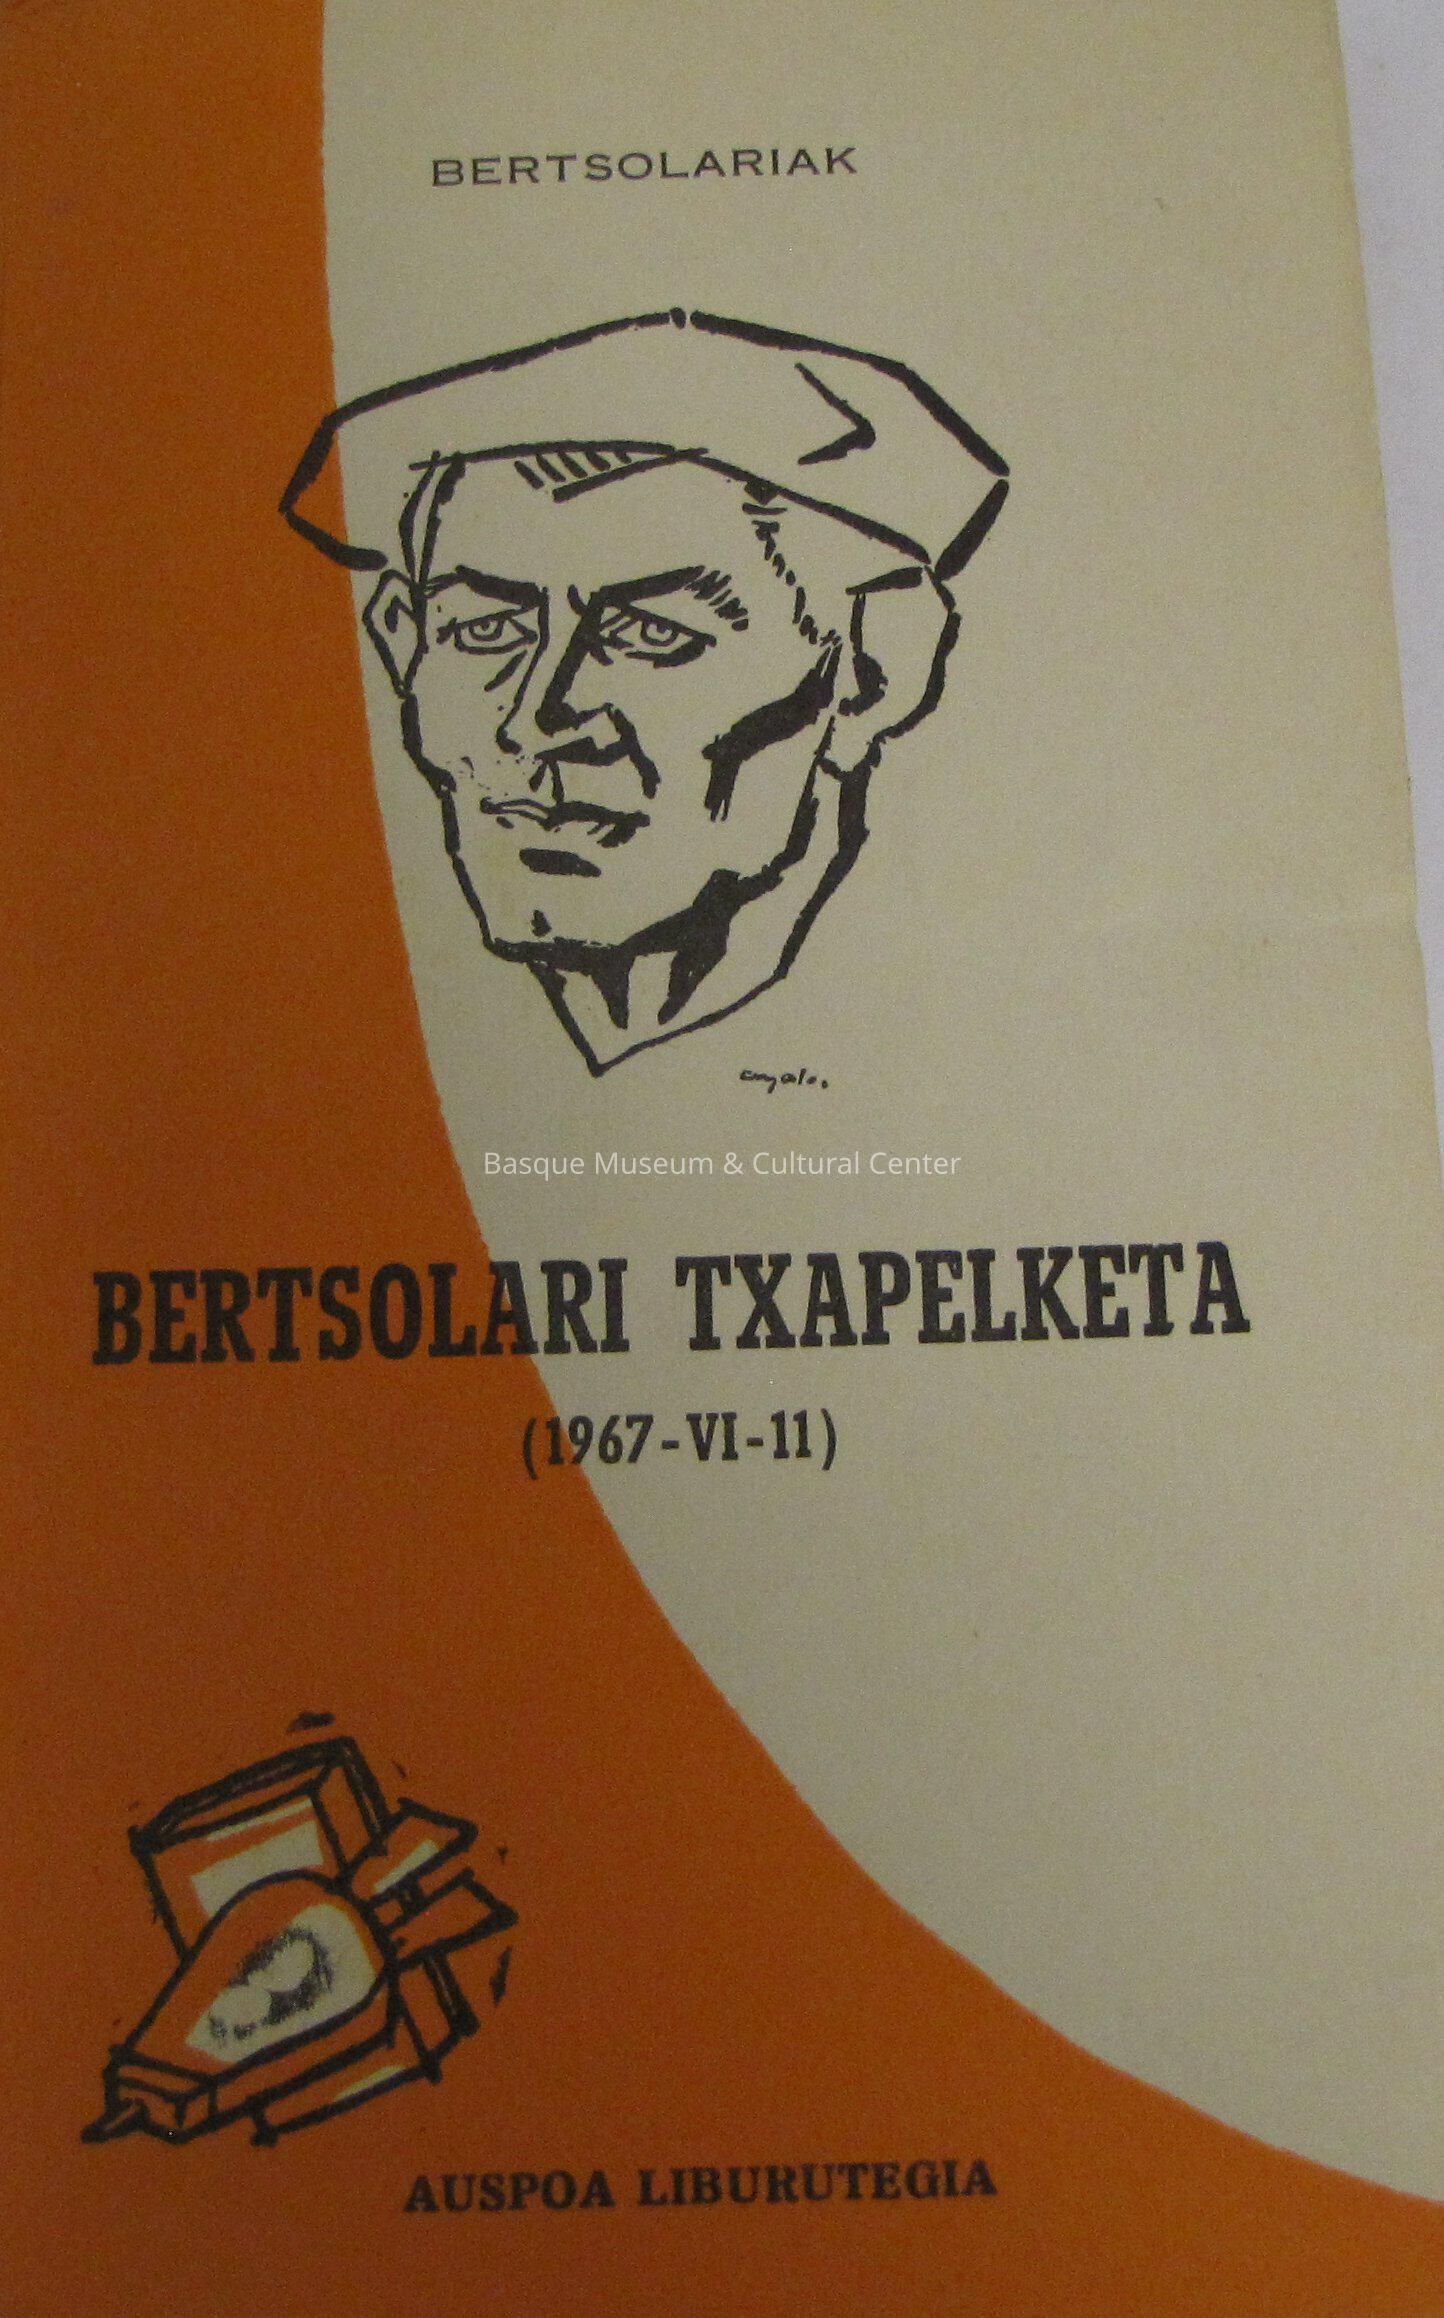 BERTSOLARIAK
Basque Museum & Cultural Center
BERTSOLARI TXAPELKETA
(1967-VI-11)
AUSPOA LIBURUTEGIA